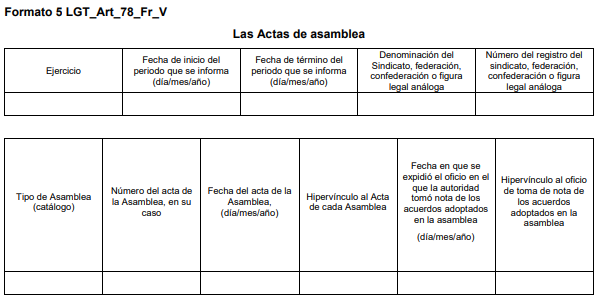 Formato 5 LGT_Art_78_Fr_V
Las Actas de asamblea
Ejercicio
Fecha de inicio del
periodo que se informa
(día/mes/año)
Fecha de término del
periodo que se informa
(día/mes/año)
Denominación del
Sindicato, federación,
confederación o figura
legal análoga
Número del registro del
sindicato, federación,
confederación o figura
legal análoga
Tipo de Asamblea
(catálogo)
Número del acta de
la Asamblea, en su
caso
Fecha del acta de la
Asamblea,
(día/mes/año)
Hipervínculo al Acta
de cada Asamblea
Fecha en que se
expidió el oficio en el
que la autoridad
tomó nota de los
acuerdos adoptados
en la asamblea
(día/mes/año)
Hipervínculo al oficio
de toma de nota de
los acuerdos
adoptados en la
asamblea